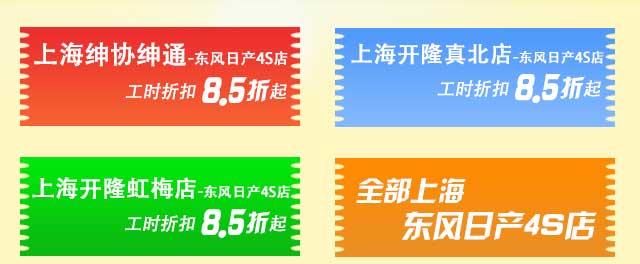 上海绅协绅通-东风日产4S店
工时折扣 8.5折起
上海开隆真北店-东风日产4S店
工时折扣 8.5折起
上海开隆虹梅店-东风日产4S店
工时折扣 8.5折起
全部上海
东风日产4S店